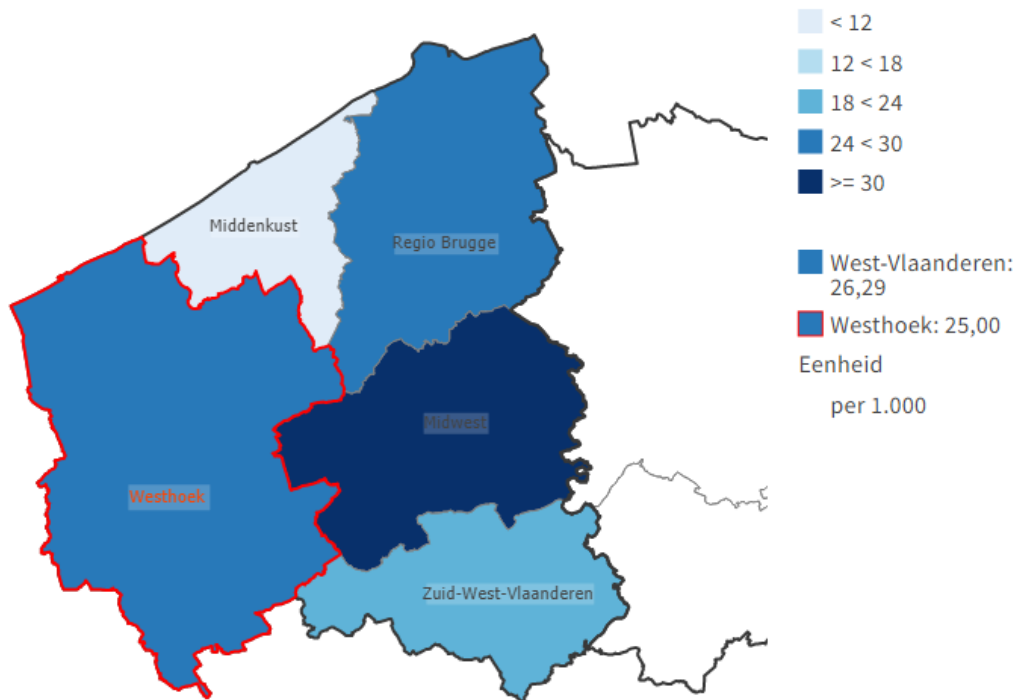 < 12
12 < 18
18 < 24
24 < 30
>= 30
West-Vlaanderen:
26,29
Westhoek: 25,00
Eenheid
per 1.000
Middenkust
Regio Brugge
Midwest
Westhoek
Zuid-West-Vlaanderen